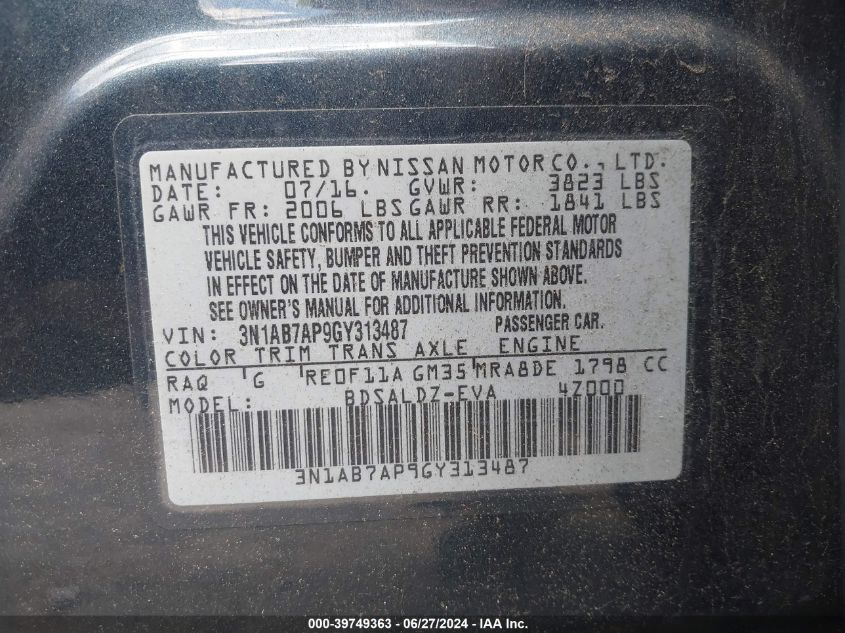 MANUFACTURED BY NISSAN MOTOR CO., LTD.
DATE: 07/16. GVWR: 3823 LBS
GAWR FR: 2006 LBS GAWR RR: 1841 LBS
THIS VEHICLE CONFORMS TO ALL APPLICABLE FEDERAL MOTOR
VEHICLE SAFETY, BUMPER AND THEFT PREVENTION STANDARDS
IN EFFECT ON THE DATE OF MANUFACTURE SHOWN ABOVE.
SEE OWNER'S MANUAL FOR ADDITIONAL INFORMATION.
VIN: 3N1AB7AP9GY313487 PASSENGER CAR.
COLOR TRIM TRANS AXLE ENGINE
RAQ G RE0F11A GM35 MRA8DE 1798 CC
MODEL: BDSALDZ-EVA 4Z000
3N1AB7AP9GY313487
000-39749363 - 06/27/2024 - IAA Inc.